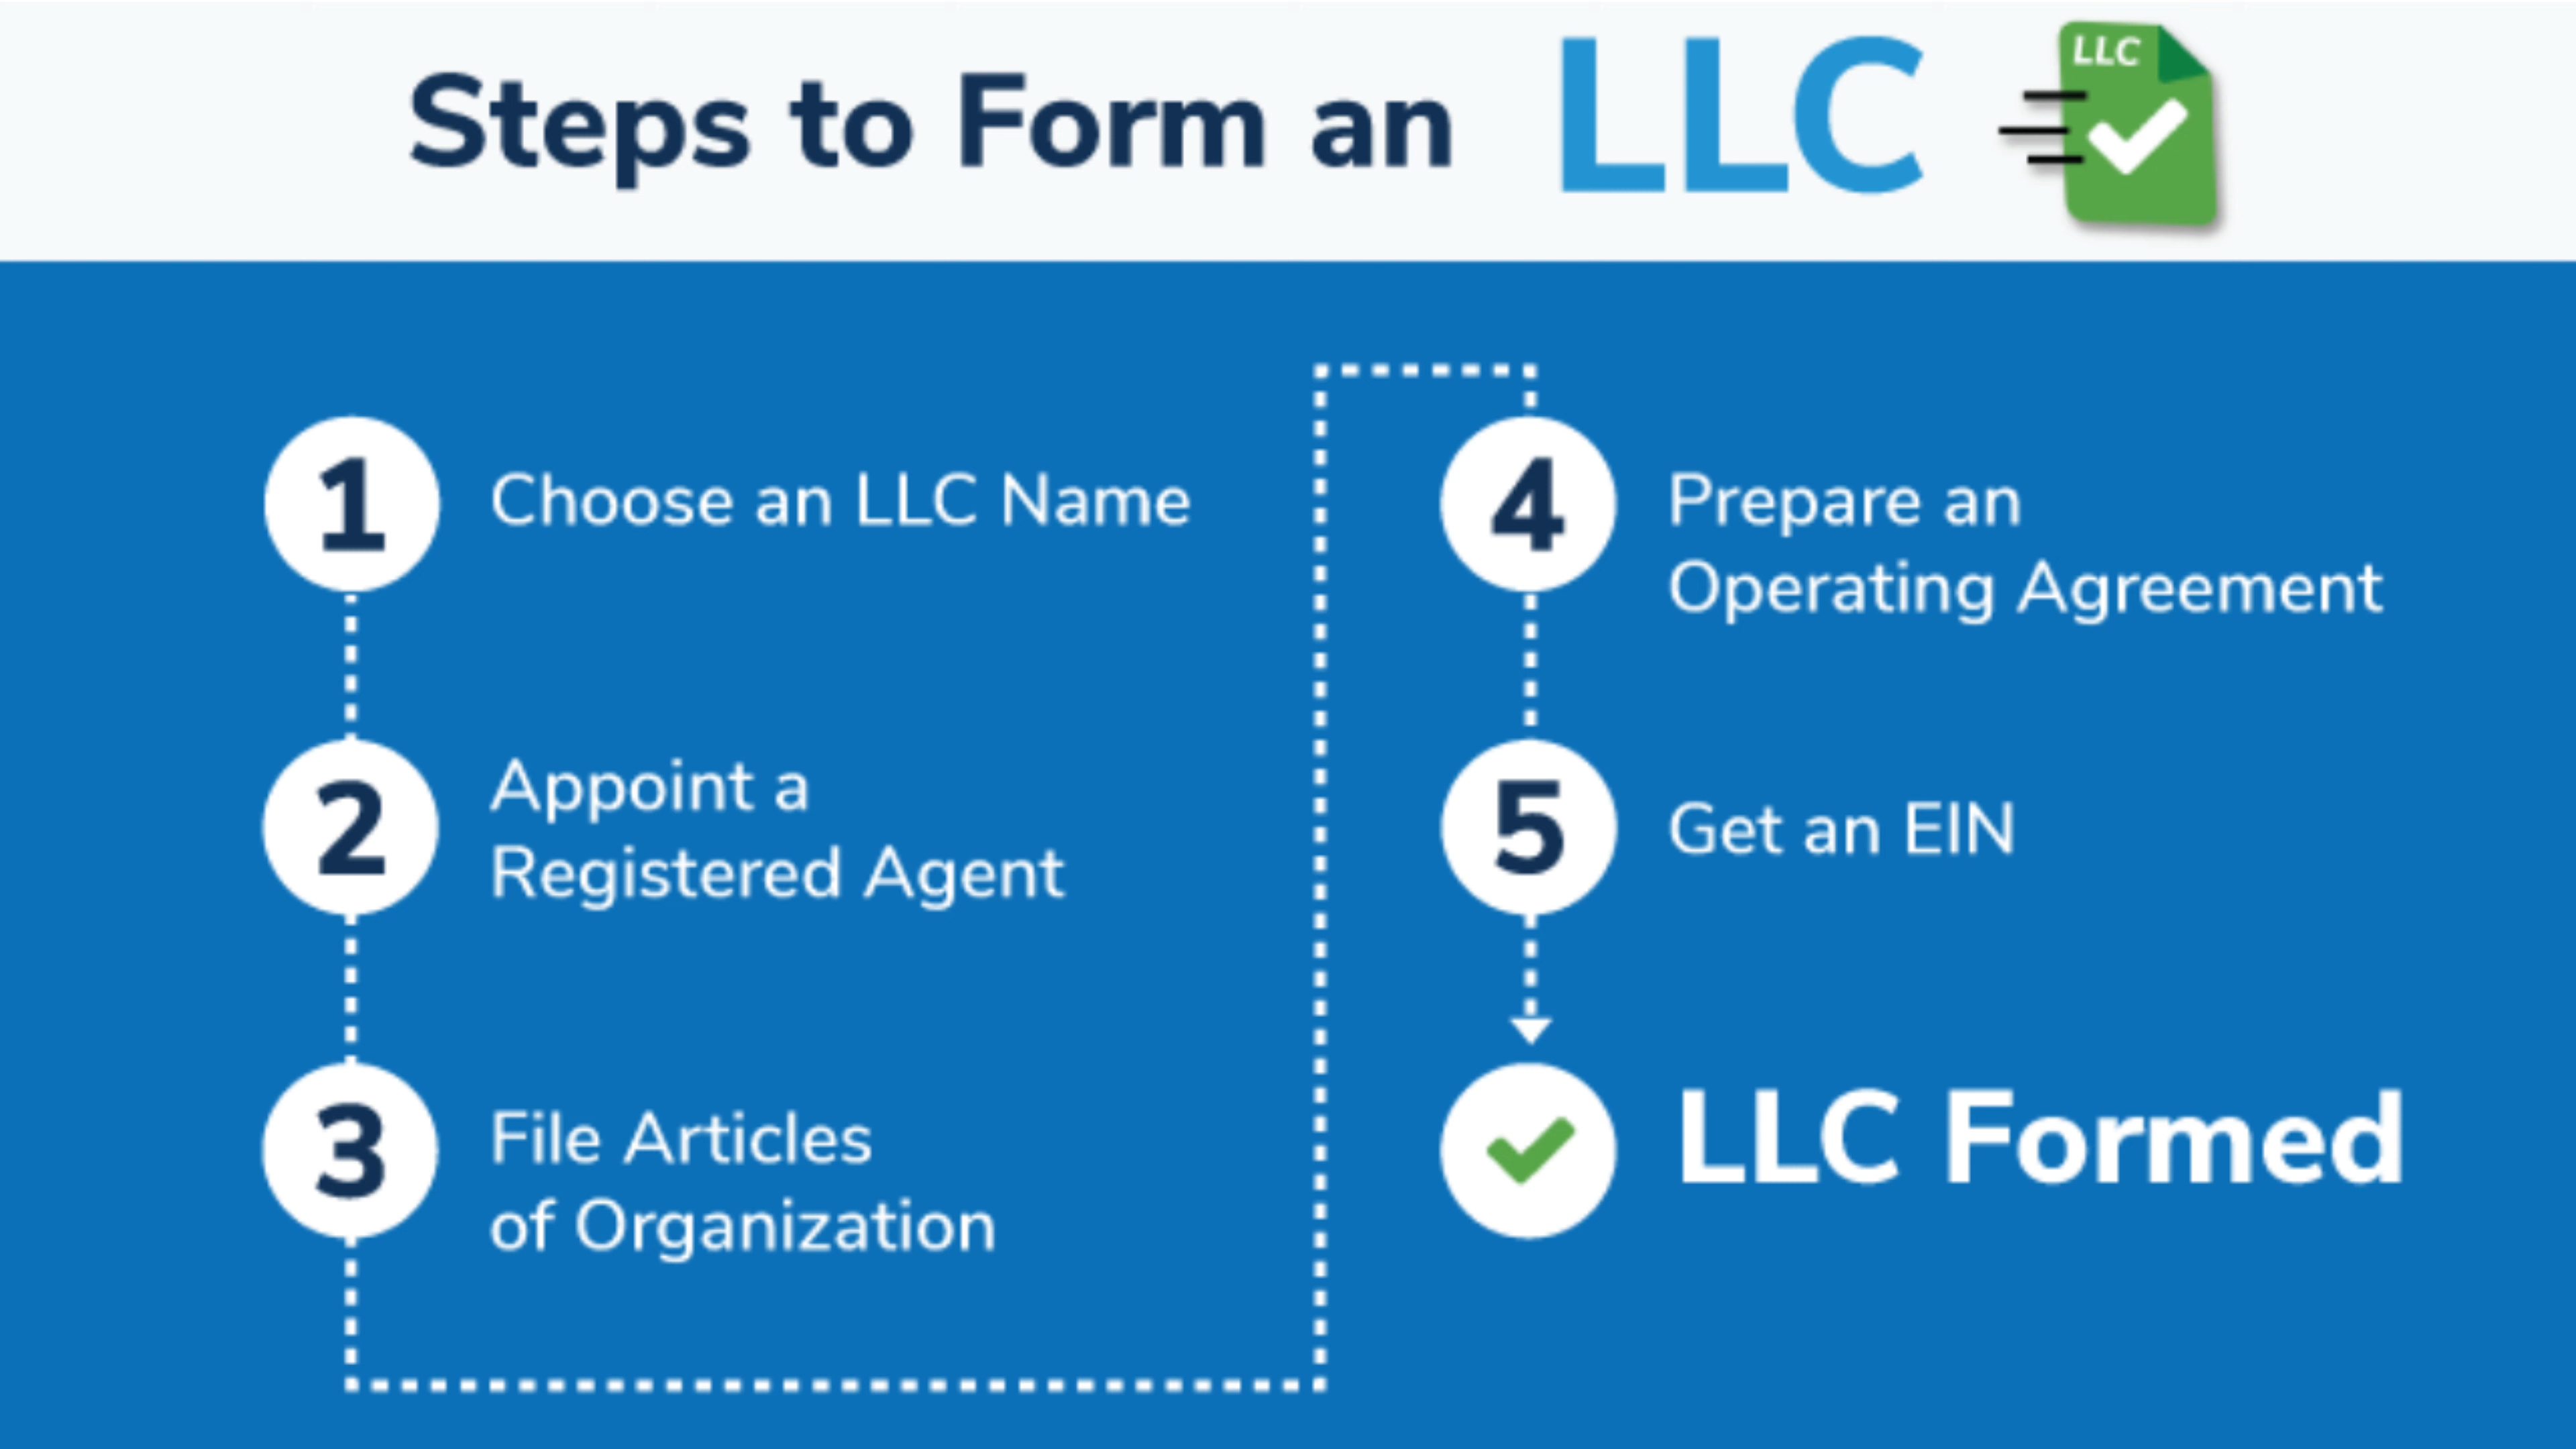 Steps to Form an LLC
LLC
1
Choose an LLC Name
2
Appoint a
Registered Agent
3
File Articles
of Organization
4
Prepare an
Operating Agreement
5
Get an EIN
LLC Formed